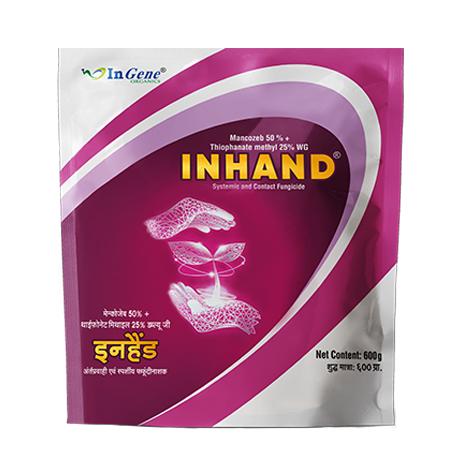 InGene®
ORGANICS
Mancozeb 50 % +
Thiophanate methyl 25% WG
INHAND®
Systemic and Contact Fungicide
मेन्कोजेब 50% +
थाईफ़ोनेट मिथाइल 25% डब्ल्यू जी
इनहैंड
अंतर्प्रवाही एवं स्पर्शीय फफूंदीनाशक
Net Content: 600g
शुद्ध मात्रा: ६०० ग्रा.